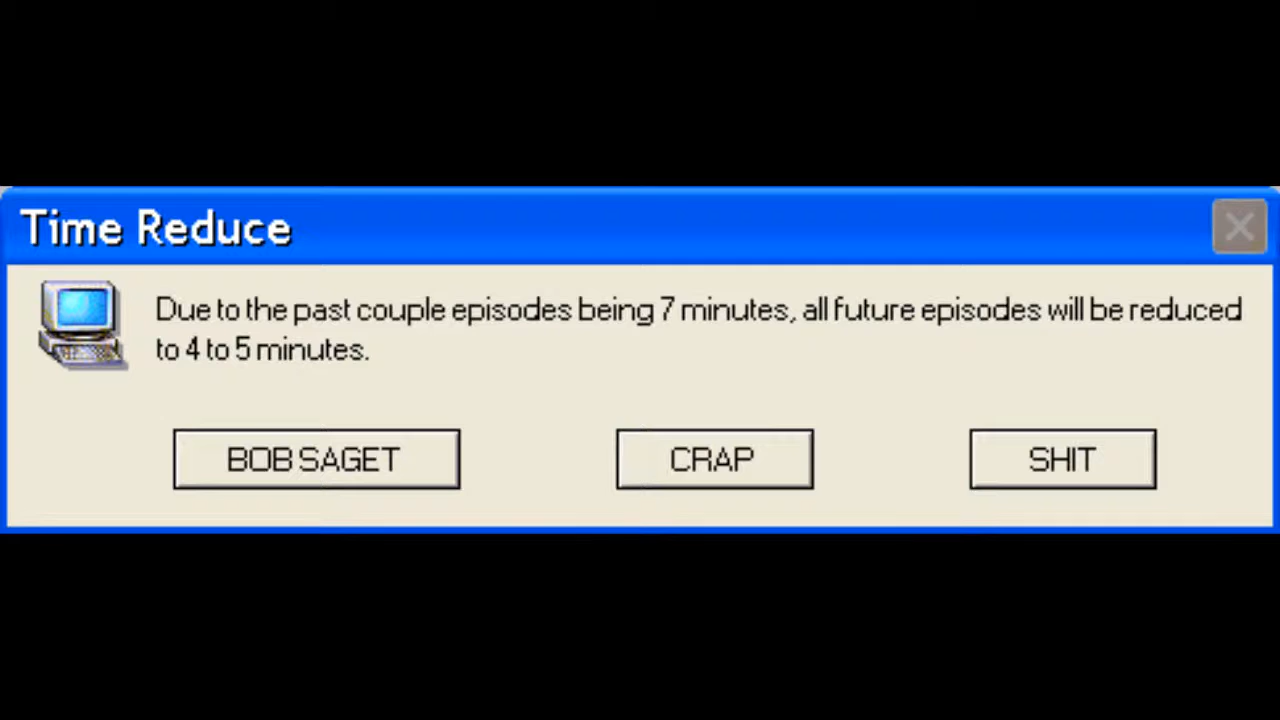 Time Reduce
Due to the past couple episodes being 7 minutes, all future episodes will be reduced
to 4 to 5 minutes.
BOB SAGET
CRAP
SHIT